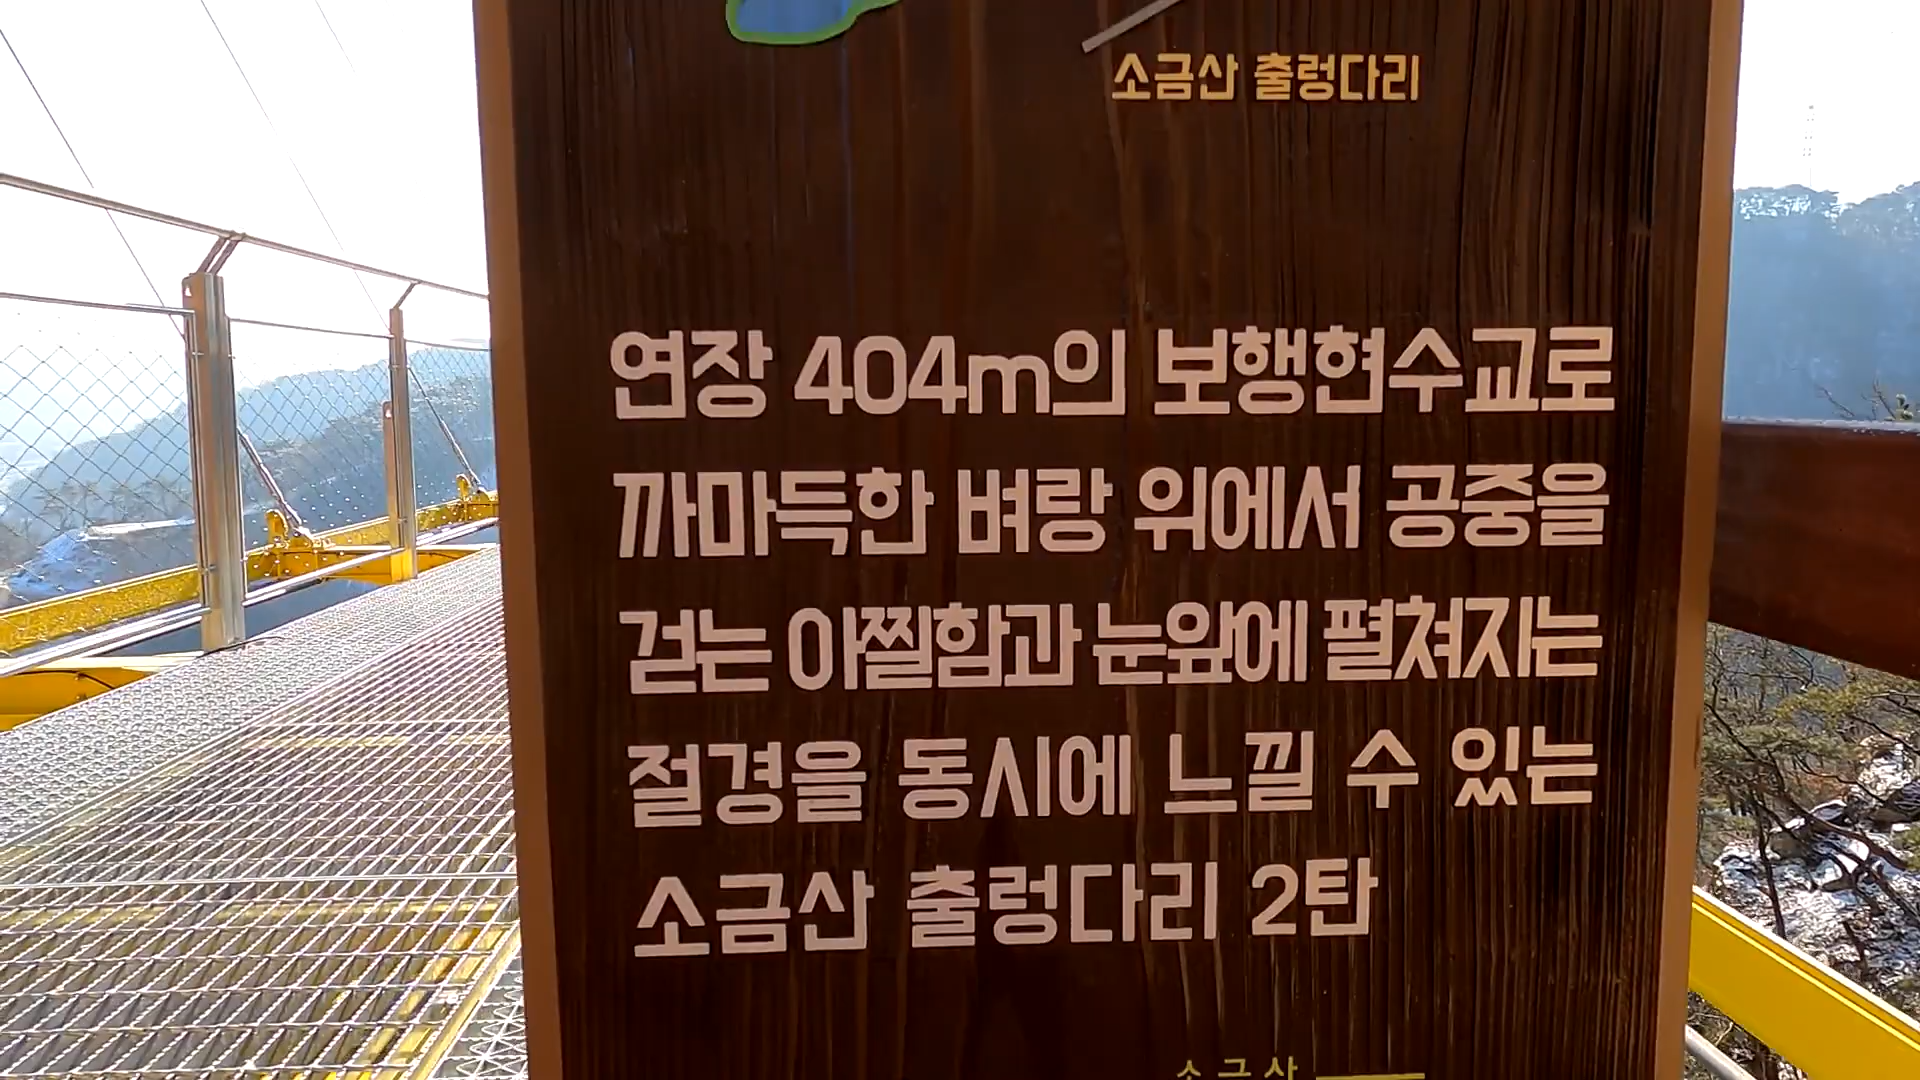 소금산 출렁다리
연장 404m의 보행현수교로
까마득한 벼랑 위에서 공중을
걷는 아찔함과 눈앞에 펼쳐지는
절경을 동시에 느낄 수 있는
소금산 출렁다리 2탄
소금산